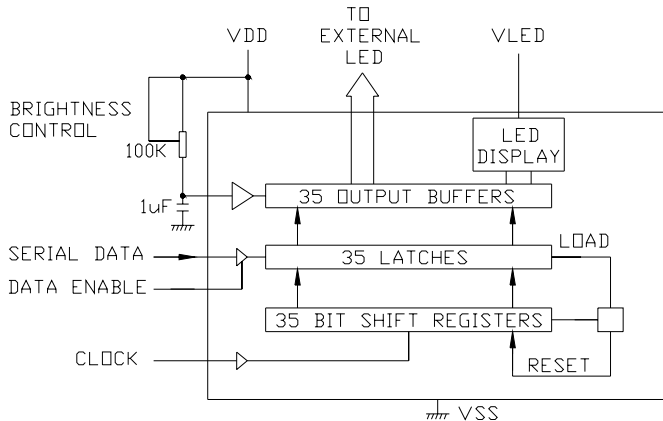 TO
EXTERNAL
LED
VDD
VLED
BRIGHTNESS
CONTROL
100K
LED
DISPLAY
1uF
35 OUTPUT BUFFERS
SERIAL DATA
35 LATCHES
LOAD
DATA ENABLE
35 BIT SHIFT REGISTERS
CLOCK
RESET
VSS